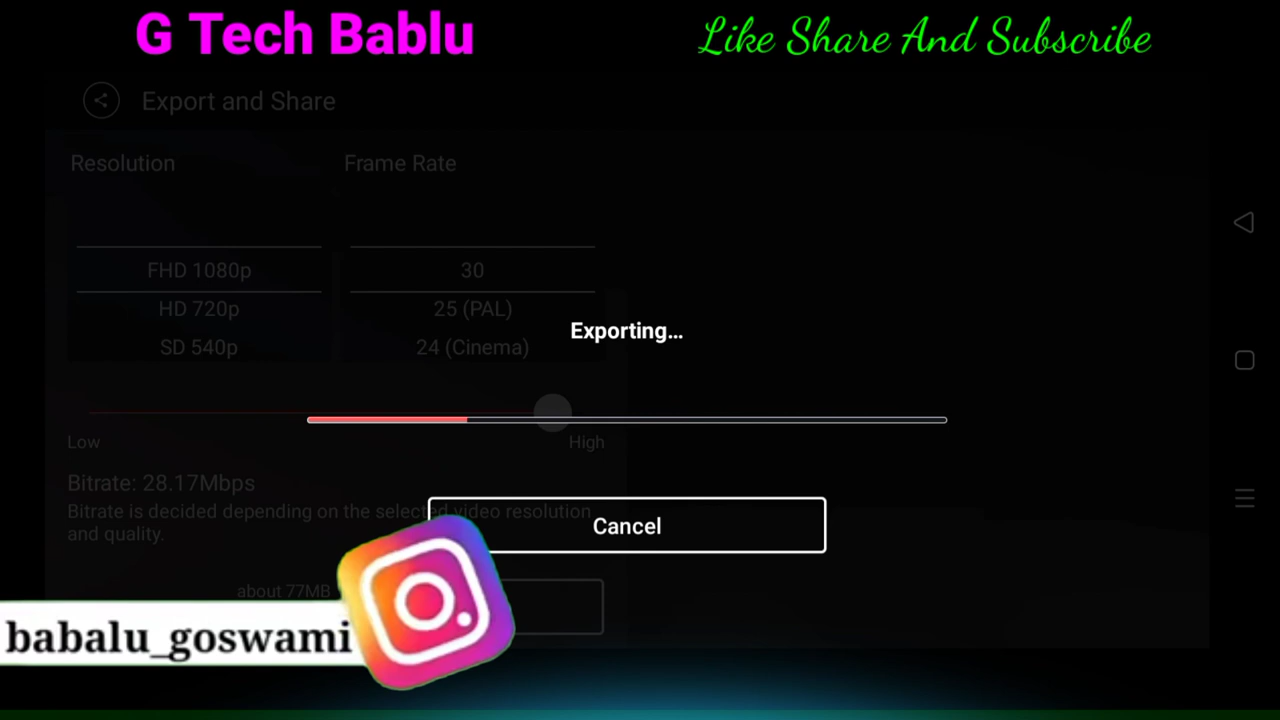 G Tech Bablu
Like Share And Subscribe
Export and Share
Resolution
Frame Rate
FHD 1080p
30
HD 720p
25 (PAL)
SD 540p
24 (Cinema)
Exporting...
Low
High
Bitrate: 28.17Mbps
Bitrate is decided depending on the selected video resolution
and quality.
Cancel
about 77MB
babalu_goswami